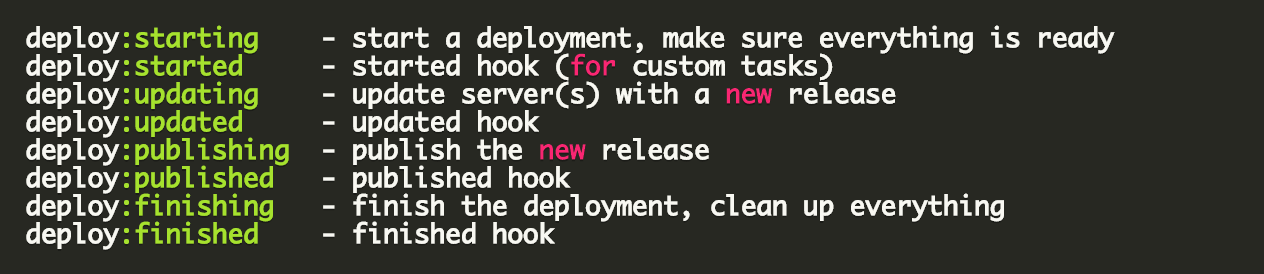 deploy:starting    - start a deployment, make sure everything is ready
deploy:started     - started hook (for custom tasks)
deploy:updating    - update server(s) with a new release
deploy:updated     - updated hook
deploy:publishing  - publish the new release
deploy:published   - published hook
deploy:finishing   - finish the deployment, clean up everything
deploy:finished    - finished hook